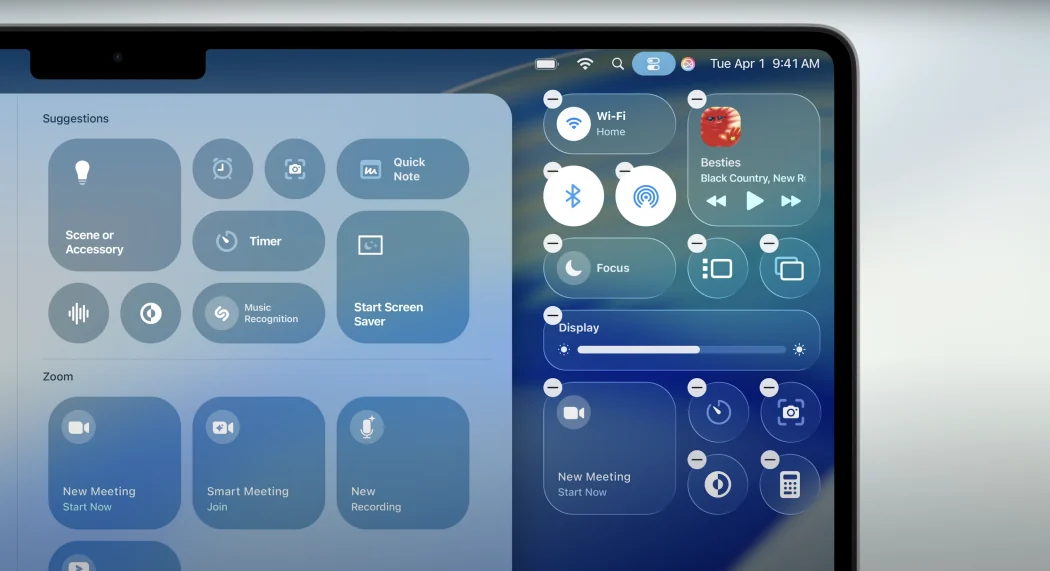 Tue Apr 1 9:41 AM
Suggestions
Scene or
Accessory
Quick
Note
Timer
Music
Recognition
Start Screen
Saver
Zoom
New Meeting
Start Now
Smart Meeting
Join
New
Recording
Wi-Fi
Home
Besties
Black Country, New R
Focus
Display
New Meeting
Start Now